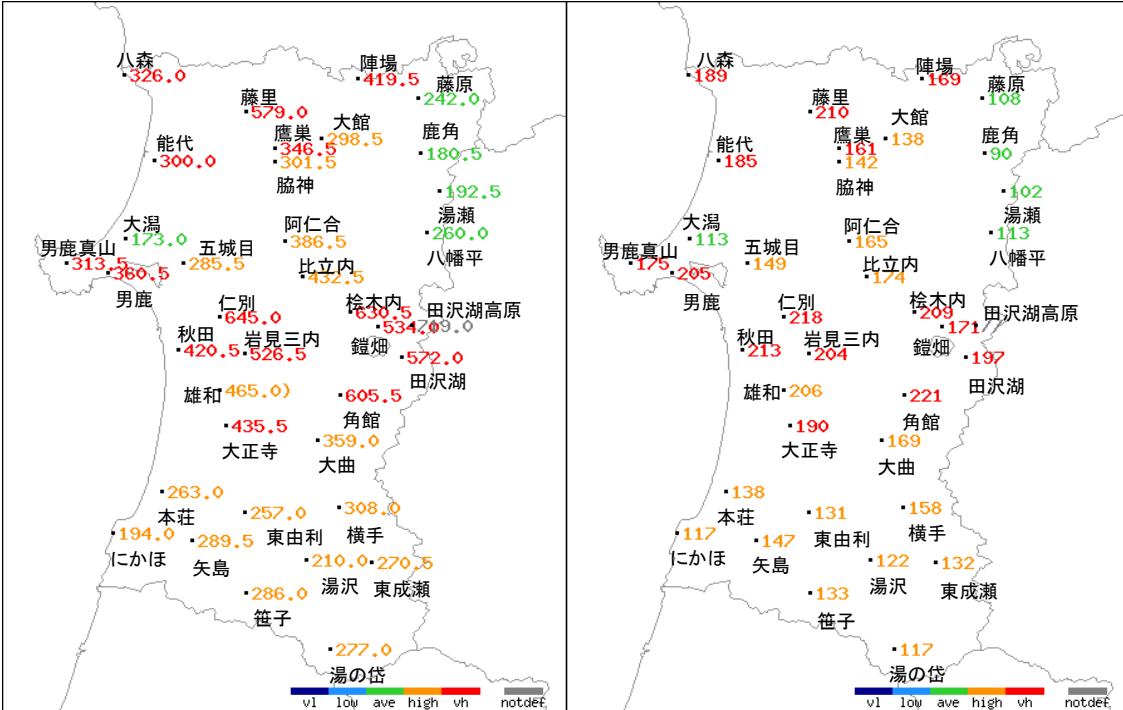 八森
326.0
陣場
419.5
藤原
242.0
藤里
579.0
大館
298.5
鷹巣
346.5
鹿角
180.5
能代
300.0
301.5
脇神
192.5
湯瀬
大潟
173.0
阿仁合
386.5
260.0
八幡平
男鹿真山
313.5
五城目
285.5
比立内
432.5
380.5
男鹿
仁別
645.0
桧木内
630.5
田沢湖高原
534.0
719.0
秋田
420.5
岩見三内
526.5
鎧畑
572.0
田沢湖
雄和
465.0)
605.5
角館
435.5
大正寺
359.0
大曲
263.0
本荘
257.0
東由利
308.0
横手
194.0
にかほ
289.5
矢島
210.0
湯沢
270.5
東成瀬
286.0
笹子
277.0
湯の岱
vl low ave high vh notdef
八森
189
陣場
169
藤原
108
藤里
210
大館
138
鷹巣
161
鹿角
90
能代
185
142
脇神
102
湯瀬
大潟
113
阿仁合
165
113
八幡平
男鹿真山
175
五城目
149
比立内
174
205
男鹿
仁別
218
桧木内
209
田沢湖高原
171
//
秋田
213
岩見三内
204
鎧畑
197
田沢湖
雄和
206
221
角館
190
大正寺
169
大曲
138
本荘
131
東由利
158
横手
117
にかほ
147
矢島
122
湯沢
132
東成瀬
133
笹子
117
湯の岱
vl low ave high vh notdef